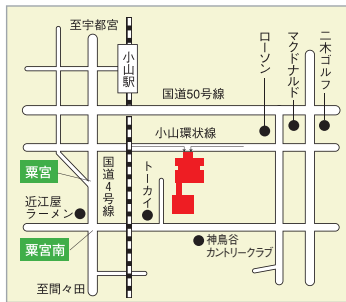 至宇都宮
小山駅
国道50号線
ローソン
マクドナルド
二木ゴルフ
小山環状線
粟宮
国道4号線
トーカイ
近江屋
ラーメン
粟宮南
神鳥谷
カントリークラブ
至間々田